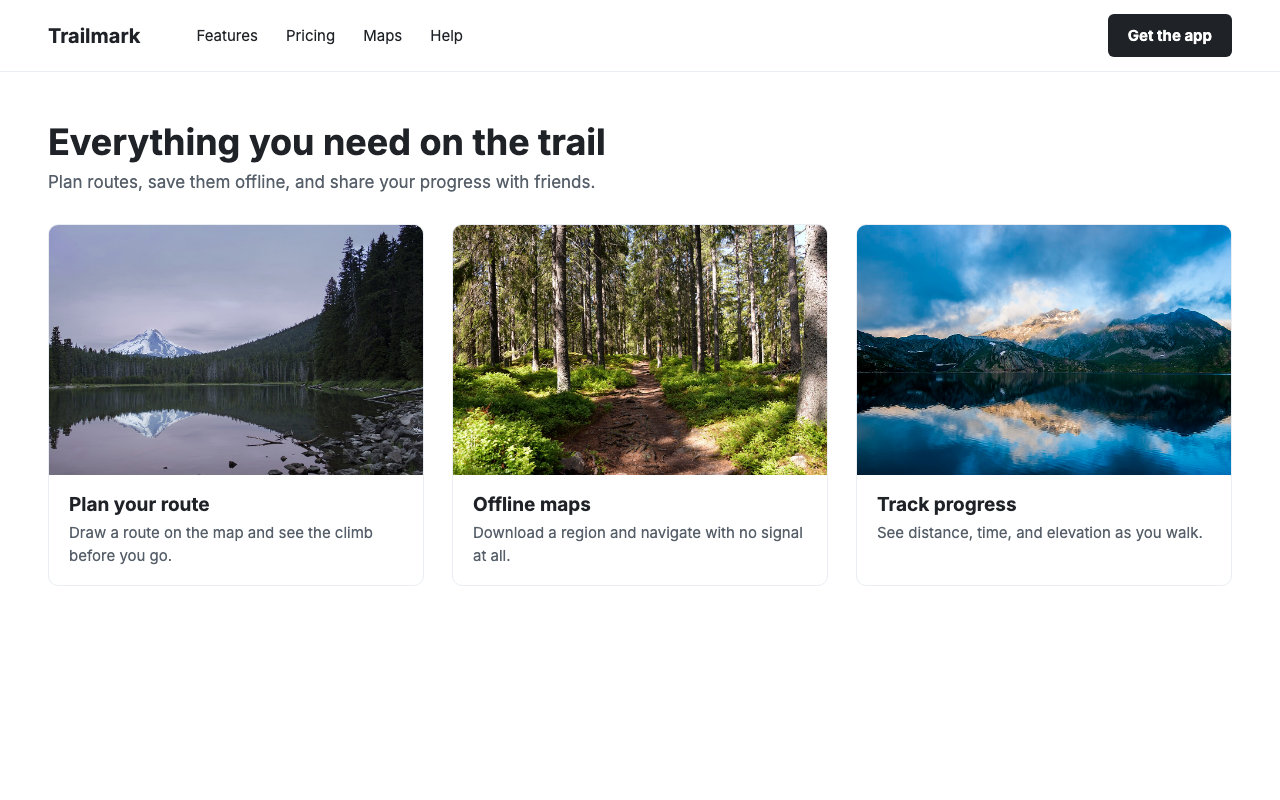 Trailmark
Features
Pricing
Maps
Help
Get the app
Everything you need on the trail
Plan routes, save them offline, and share your progress with friends.
Plan your route
Draw a route on the map and see the climb
before you go.
Offline maps
Download a region and navigate with no signal
at all.
Track progress
See distance, time, and elevation as you walk.